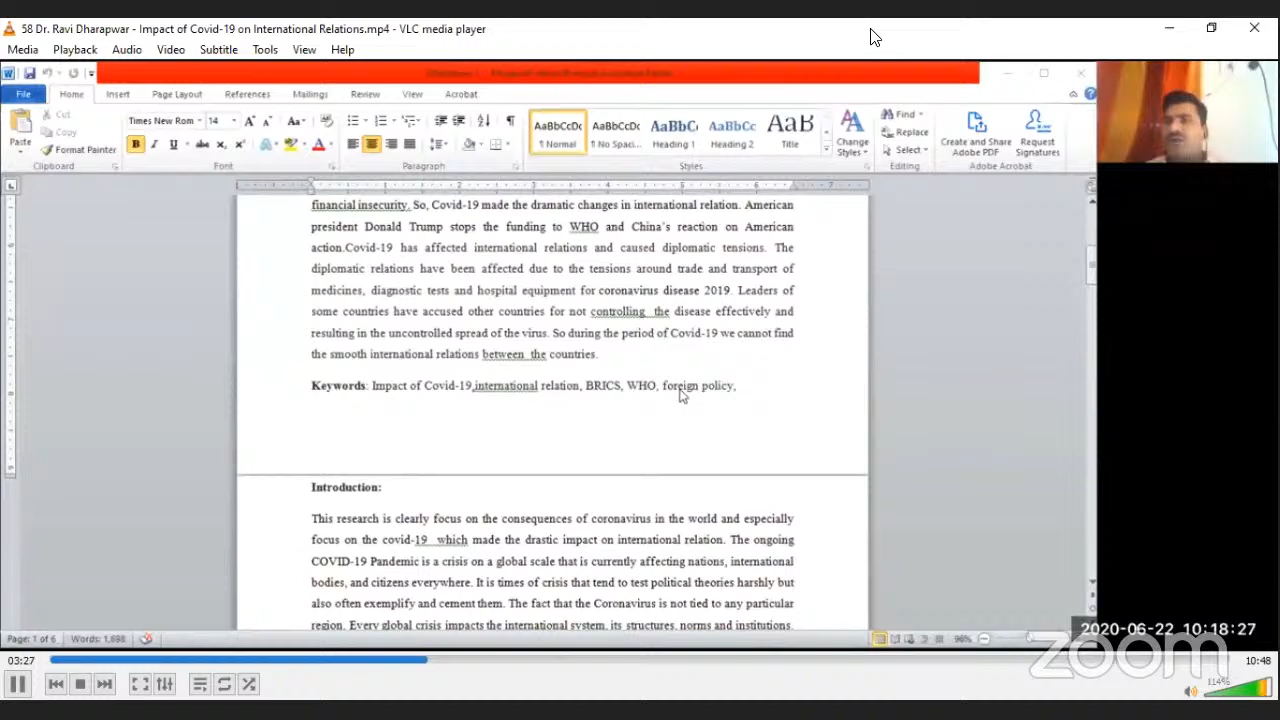 58 Dr. Ravi Dharapwar - Impact of Covid-19 on International Relations.mp4 - VLC media player
Media Playback Audio Video Subtitle Tools View Help
File Home Insert Page Layout References Mailings Review View Acrobat
Cut
Copy
Format Painter
Paste
Clipboard
Times New Rom 14
Font
Paragraph
AaBbCcDc AaBbCcDc AaBbC AaBbCc AaB
¶ Normal ¶ No Spaci... Heading 1 Heading 2 Title
Change Styles
Styles
Find
Replace
Select
Editing
Create and Share Adobe PDF
Request Signatures
Adobe Acrobat
financial insecurity. So, Covid-19 made the dramatic changes in international relation. American
president Donald Trump stops the funding to WHO and China's reaction on American
action.Covid-19 has affected international relations and caused diplomatic tensions. The
diplomatic relations have been affected due to the tensions around trade and transport of
medicines, diagnostic tests and hospital equipment for coronavirus disease 2019. Leaders of
some countries have accused other countries for not controlling the disease effectively and
resulting in the uncontrolled spread of the virus. So during the period of Covid-19 we cannot find
the smooth international relations between the countries.
Keywords: Impact of Covid-19,international relation, BRICS, WHO, foreign policy,
Introduction:
This research is clearly focus on the consequences of coronavirus in the world and especially
focus on the covid-19 which made the drastic impact on international relation. The ongoing
COVID-19 Pandemic is a crisis on a global scale that is currently affecting nations, international
bodies, and citizens everywhere. It is times of crisis that tend to test political theories harshly but
also often exemplify and cement them. The fact that the Coronavirus is not tied to any particular
region. Every global crisis impacts the international system, its structures, norms and institutions.
Page: 1 of 6 Words: 1,698 96%
2020-06-22 10:18:27
zoom
03:27 10:48
114%